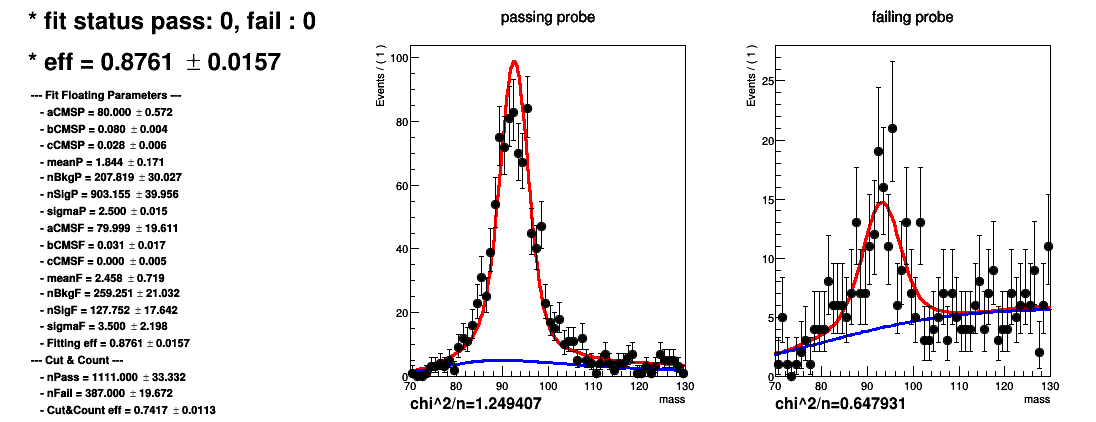 * fit status pass: 0, fail : 0
* eff = 0.8761 ± 0.0157
--- Fit Floating Parameters ---
- aCMSP = 80.000 ± 0.572
- bCMSP = 0.080 ± 0.004
- cCMSP = 0.028 ± 0.006
- meanP = 1.844 ± 0.171
- nBkgP = 207.819 ± 30.027
- nSigP = 903.155 ± 39.956
- sigmaP = 2.500 ± 0.015
- aCMSF = 79.999 ± 19.611
- bCMSF = 0.031 ± 0.017
- cCMSF = 0.000 ± 0.005
- meanF = 2.458 ± 0.719
- nBkgF = 259.251 ± 21.032
- nSigF = 127.752 ± 17.642
- sigmaF = 3.500 ± 2.198
- Fitting eff = 0.8761 ± 0.0157
--- Cut & Count ---
- nPass = 1111.000 ± 33.332
- nFail = 387.000 ± 19.672
- Cut&Count eff = 0.7417 ± 0.0113
passing probe
Events / ( 1 )
100
80
60
40
20
0
70 80 90 100 110 120 130
mass
chi^2/n=1.249407
failing probe
Events / ( 1 )
25
20
15
10
5
0
70 80 90 100 110 120 130
mass
chi^2/n=0.647931